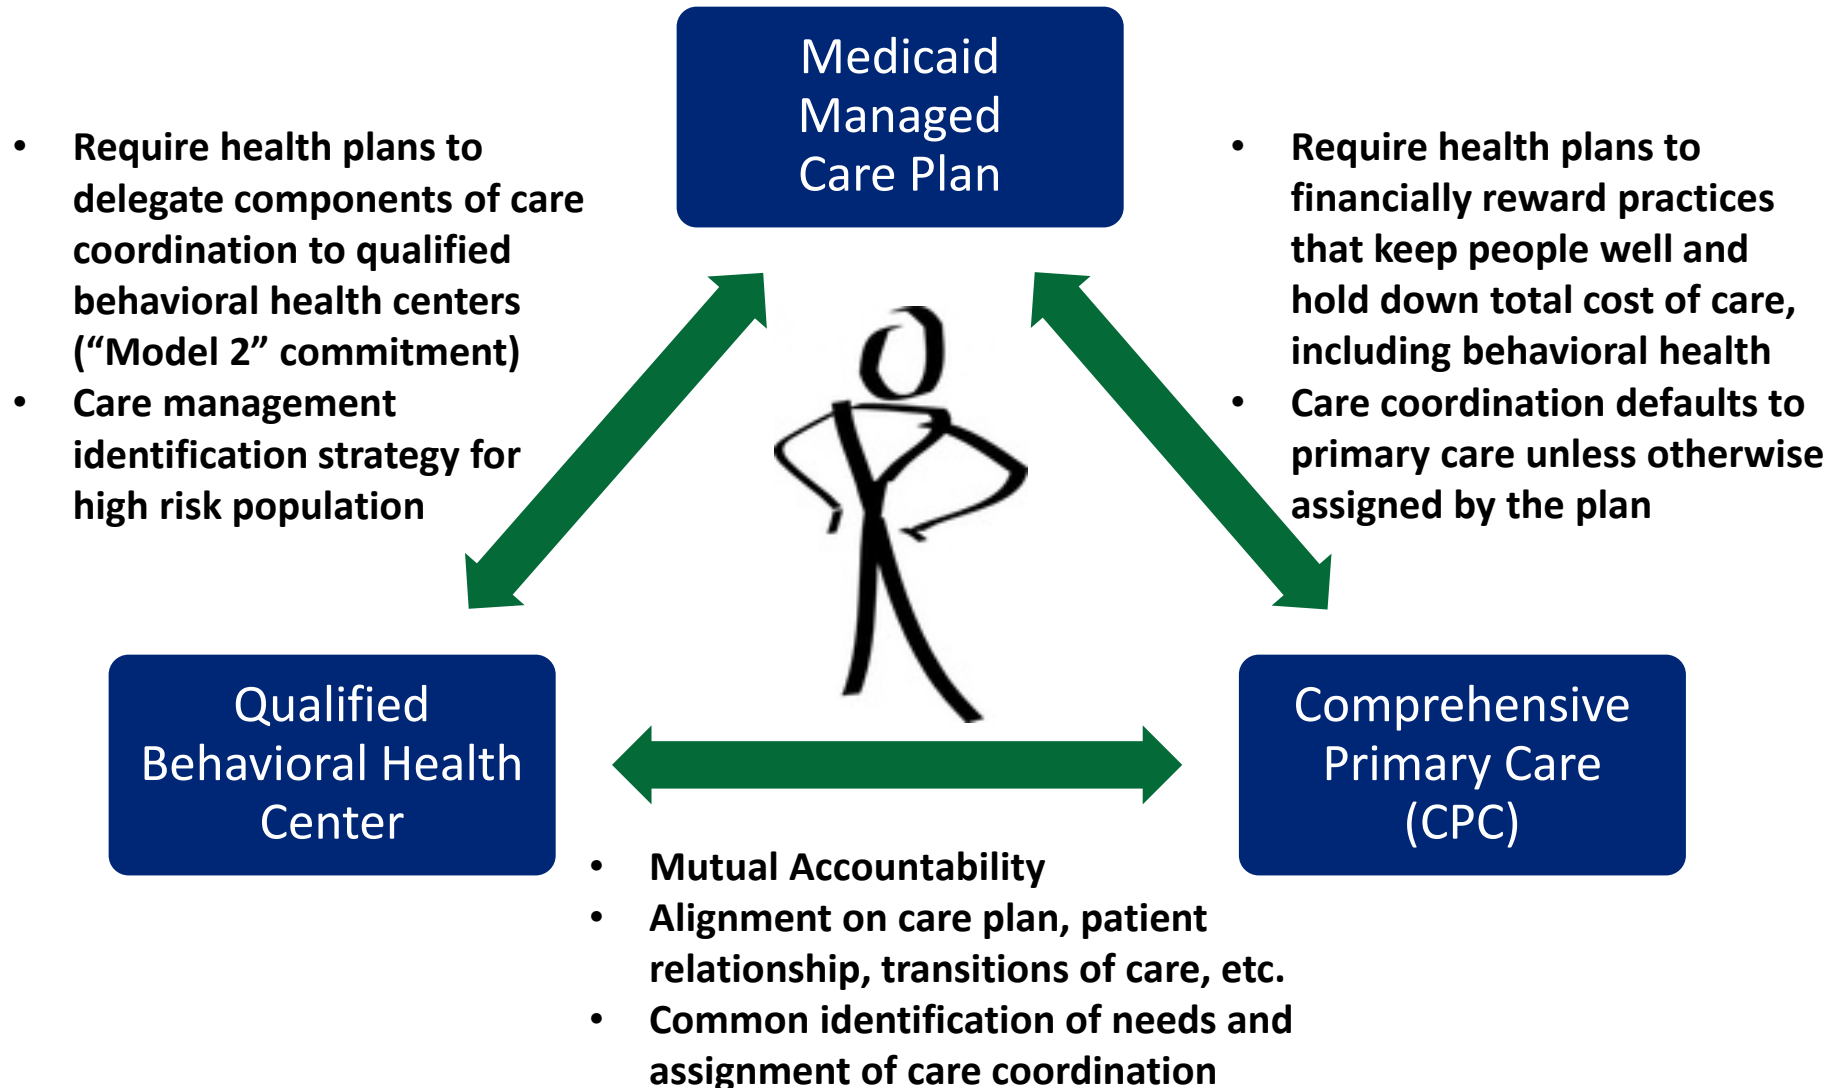 Medicaid
Managed
Care Plan
• Require health plans to
delegate components of care
coordination to qualified
behavioral health centers
(“Model 2” commitment)
• Care management
identification strategy for
high risk population
• Require health plans to
financially reward practices
that keep people well and
hold down total cost of care,
including behavioral health
• Care coordination defaults to
primary care unless otherwise
assigned by the plan
Qualified
Behavioral Health
Center
Comprehensive
Primary Care
(CPC)
• Mutual Accountability
• Alignment on care plan, patient
relationship, transitions of care, etc.
• Common identification of needs and
assignment of care coordination